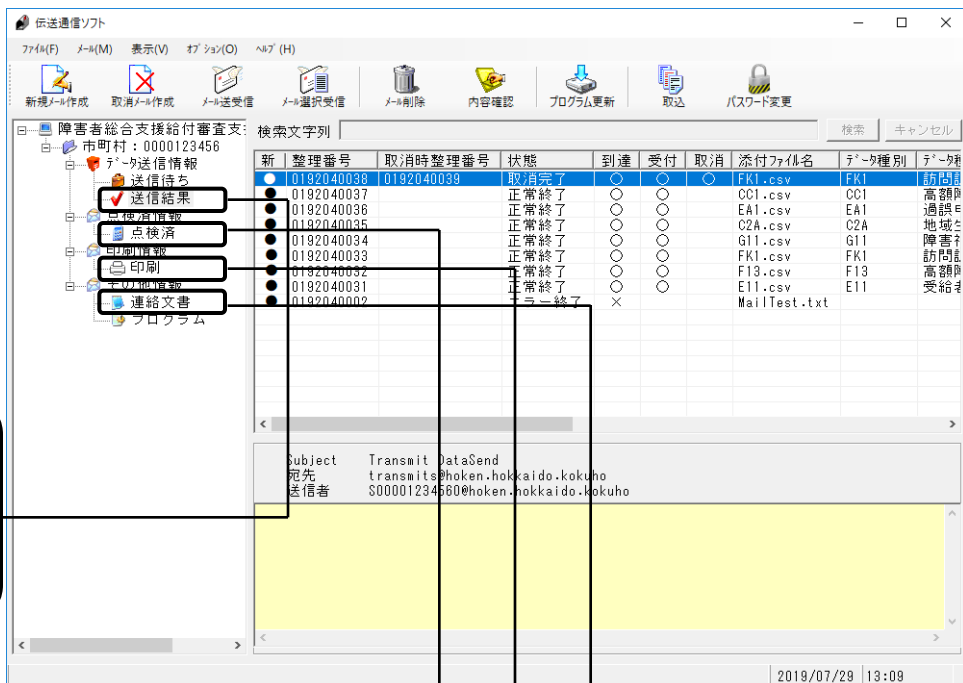 伝送通信ソフト
ﾌｧｲﾙ(F) ﾒｰﾙ(M) 表示(V) ｵﾌﾟｼｮﾝ(O) ﾍﾙﾌﾟ(H)
新規ﾒｰﾙ作成 取消ﾒｰﾙ作成 ﾒｰﾙ送受信 ﾒｰﾙ選択受信 ﾒｰﾙ削除 内容確認 ﾌﾟﾛｸﾞﾗﾑ更新 取込 ﾊﾟｽﾜｰﾄﾞ変更
障害者総合支援給付審査支
市町村：0000123456
ﾃﾞｰﾀ送信情報
送信待ち
送信結果
点検済情報
点検済
印刷情報
印刷
その他情報
連絡文書
プログラム
検索文字列 検索 キャンセル
新 整理番号 取消時整理番号 状態 到達 受付 取消 添付ﾌｧｲﾙ名 ﾃﾞｰﾀ種別 ﾃﾞｰﾀ種
● 0192040038 0192040039 取消完了 ○ ○ ○ FK1.csv FK1 訪問
● 0192040037 正常終了 ○ ○ CC1.csv CC1 高額
● 0192040036 正常終了 ○ ○ EA1.csv EA1 過誤
● 0192040035 正常終了 ○ ○ C2A.csv C2A 地域
● 0192040034 正常終了 ○ ○ G11.csv G11 障害
● 0192040033 正常終了 ○ ○ FK1.csv FK1 訪問
● 0192040032 正常終了 ○ ○ F13.csv F13 高額
● 0192040031 正常終了 ○ ○ E11.csv E11 受給
● 0192040002 エラー終了 × MailTest.txt
Subject Transmit DataSend
宛先 transmits@hoken.hokkaido.kokuho
送信者 S00001234560@hoken.hokkaido.kokuho
2019/07/29 13:09